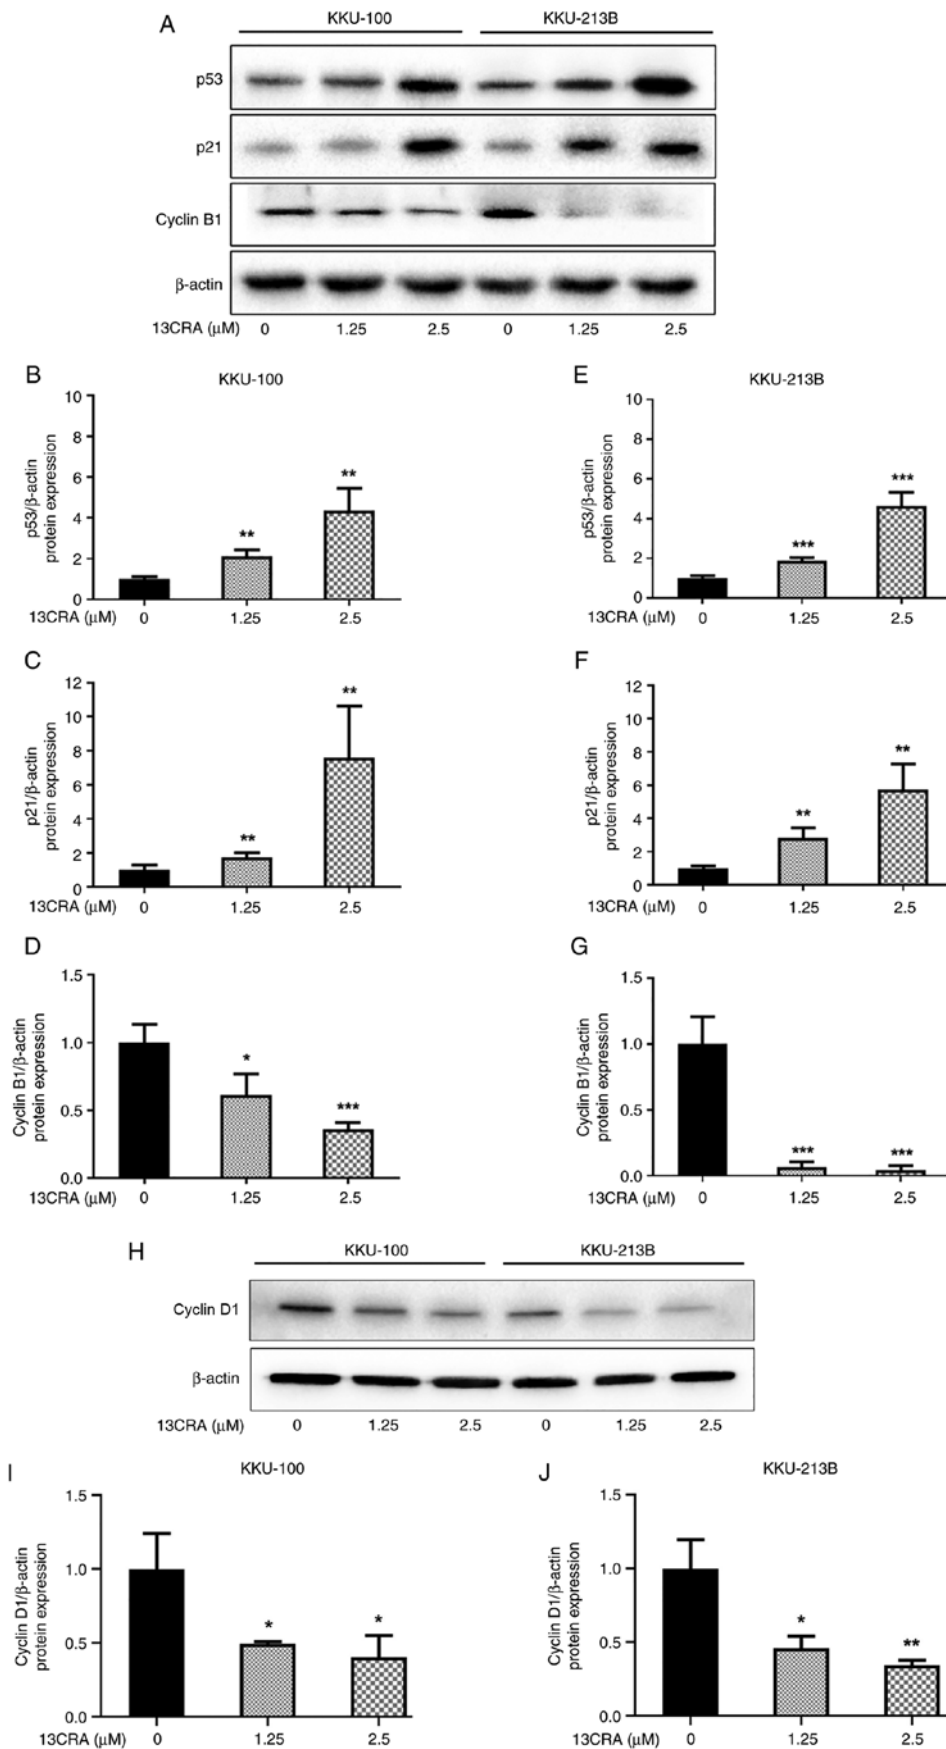 A
KKU-100 KKU-213B
p53
p21
Cyclin B1
β-actin
13CRA (μM) 0 1.25 2.5 0 1.25 2.5
B KKU-100
10
8
6
4
2
0
p53/β-actin
protein expression
** **
13CRA (μM) 0 1.25 2.5
E KKU-213B
10
8
6
4
2
0
p53/β-actin
protein expression
*** ***
13CRA (μM) 0 1.25 2.5
C
12
10
8
6
4
2
0
p21/β-actin
protein expression
** **
13CRA (μM) 0 1.25 2.5
F
12
10
8
6
4
2
0
p21/β-actin
protein expression
** **
13CRA (μM) 0 1.25 2.5
D
1.5
1.0
0.5
0.0
Cyclin B1/β-actin
protein expression
* ***
13CRA (μM) 0 1.25 2.5
G
1.5
1.0
0.5
0.0
Cyclin B1/β-actin
protein expression
*** ***
13CRA (μM) 0 1.25 2.5
H
KKU-100 KKU-213B
Cyclin D1
β-actin
13CRA (μM) 0 1.25 2.5 0 1.25 2.5
I KKU-100
1.5
1.0
0.5
0.0
Cyclin D1/β-actin
protein expression
* *
13CRA (μM) 0 1.25 2.5
J KKU-213B
1.5
1.0
0.5
0.0
Cyclin D1/β-actin
protein expression
* **
13CRA (μM) 0 1.25 2.5